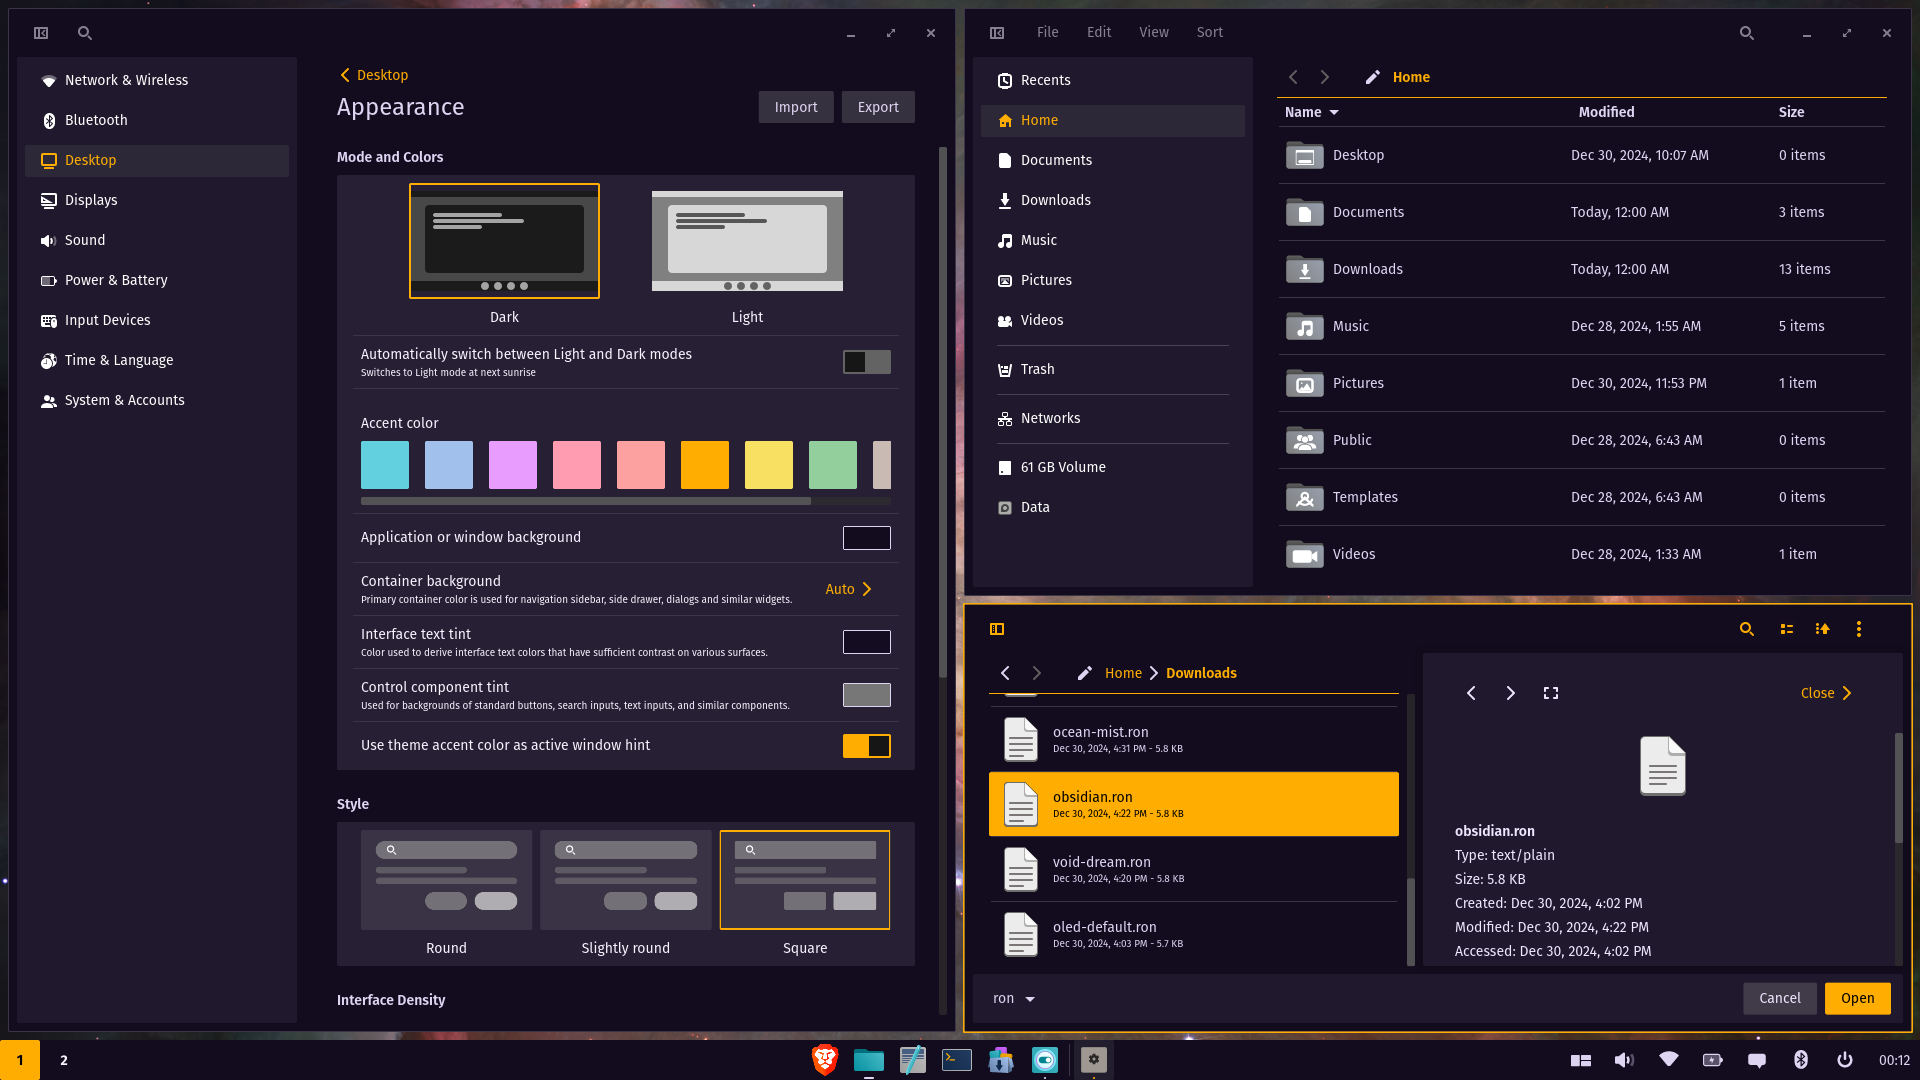 Network & Wireless
Bluetooth
Desktop
Displays
Sound
Power & Battery
Input Devices
Time & Language
System & Accounts
Desktop
Appearance
Import
Export
Mode and Colors
Dark
Light
Automatically switch between Light and Dark modes
Switches to Light mode at next sunrise
Accent color
Application or window background
Container background
Auto
Primary container color is used for navigation sidebar, side drawer, dialogs and similar widgets.
Interface text tint
Color used to derive interface text colors that have sufficient contrast on various surfaces.
Control component tint
Used for backgrounds of standard buttons, search inputs, text inputs, and similar components.
Use theme accent color as active window hint
Style
Round
Slightly round
Square
Interface Density
File
Edit
View
Sort
Recents
Home
Documents
Downloads
Music
Pictures
Videos
Trash
Networks
61 GB Volume
Data
Home
Name
Modified
Size
Desktop
Dec 30, 2024, 10:07 AM
0 items
Documents
Today, 12:00 AM
3 items
Downloads
Today, 12:00 AM
13 items
Music
Dec 28, 2024, 1:55 AM
5 items
Pictures
Dec 30, 2024, 11:53 PM
1 item
Public
Dec 28, 2024, 6:43 AM
0 items
Templates
Dec 28, 2024, 6:43 AM
0 items
Videos
Dec 28, 2024, 1:33 AM
1 item
Home
Downloads
ocean-mist.ron
Dec 30, 2024, 4:31 PM - 5.8 KB
obsidian.ron
Dec 30, 2024, 4:22 PM - 5.8 KB
void-dream.ron
Dec 30, 2024, 4:20 PM - 5.8 KB
oled-default.ron
Dec 30, 2024, 4:03 PM - 5.7 KB
Close
obsidian.ron
Type: text/plain
Size: 5.8 KB
Created: Dec 30, 2024, 4:02 PM
Modified: Dec 30, 2024, 4:22 PM
Accessed: Dec 30, 2024, 4:02 PM
ron
Cancel
Open
1
2
00:12